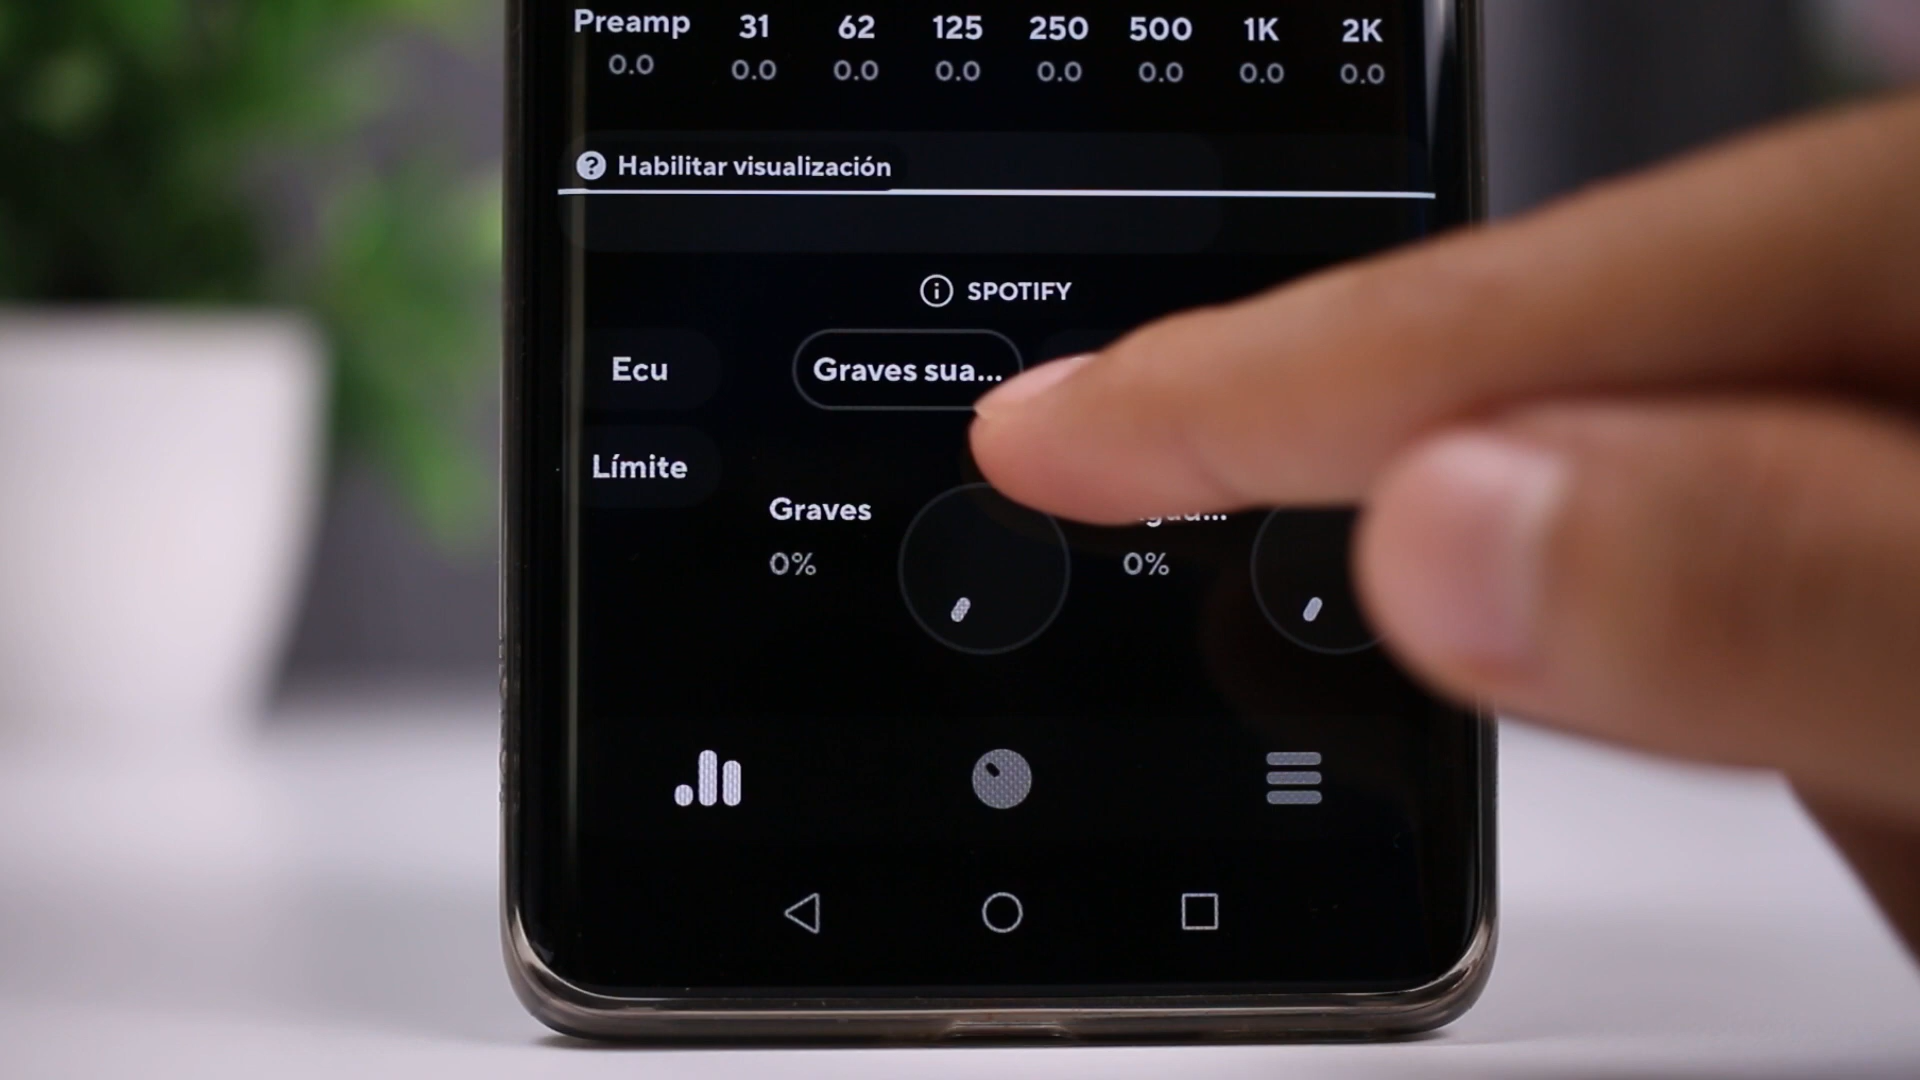 Preamp 31 62 125 250 500 1K 2K
0.0 0.0 0.0 0.0 0.0 0.0 0.0 0.0
? Habilitar visualización
SPOTIFY
Ecu Graves sua...
Límite
Graves
0% 0%